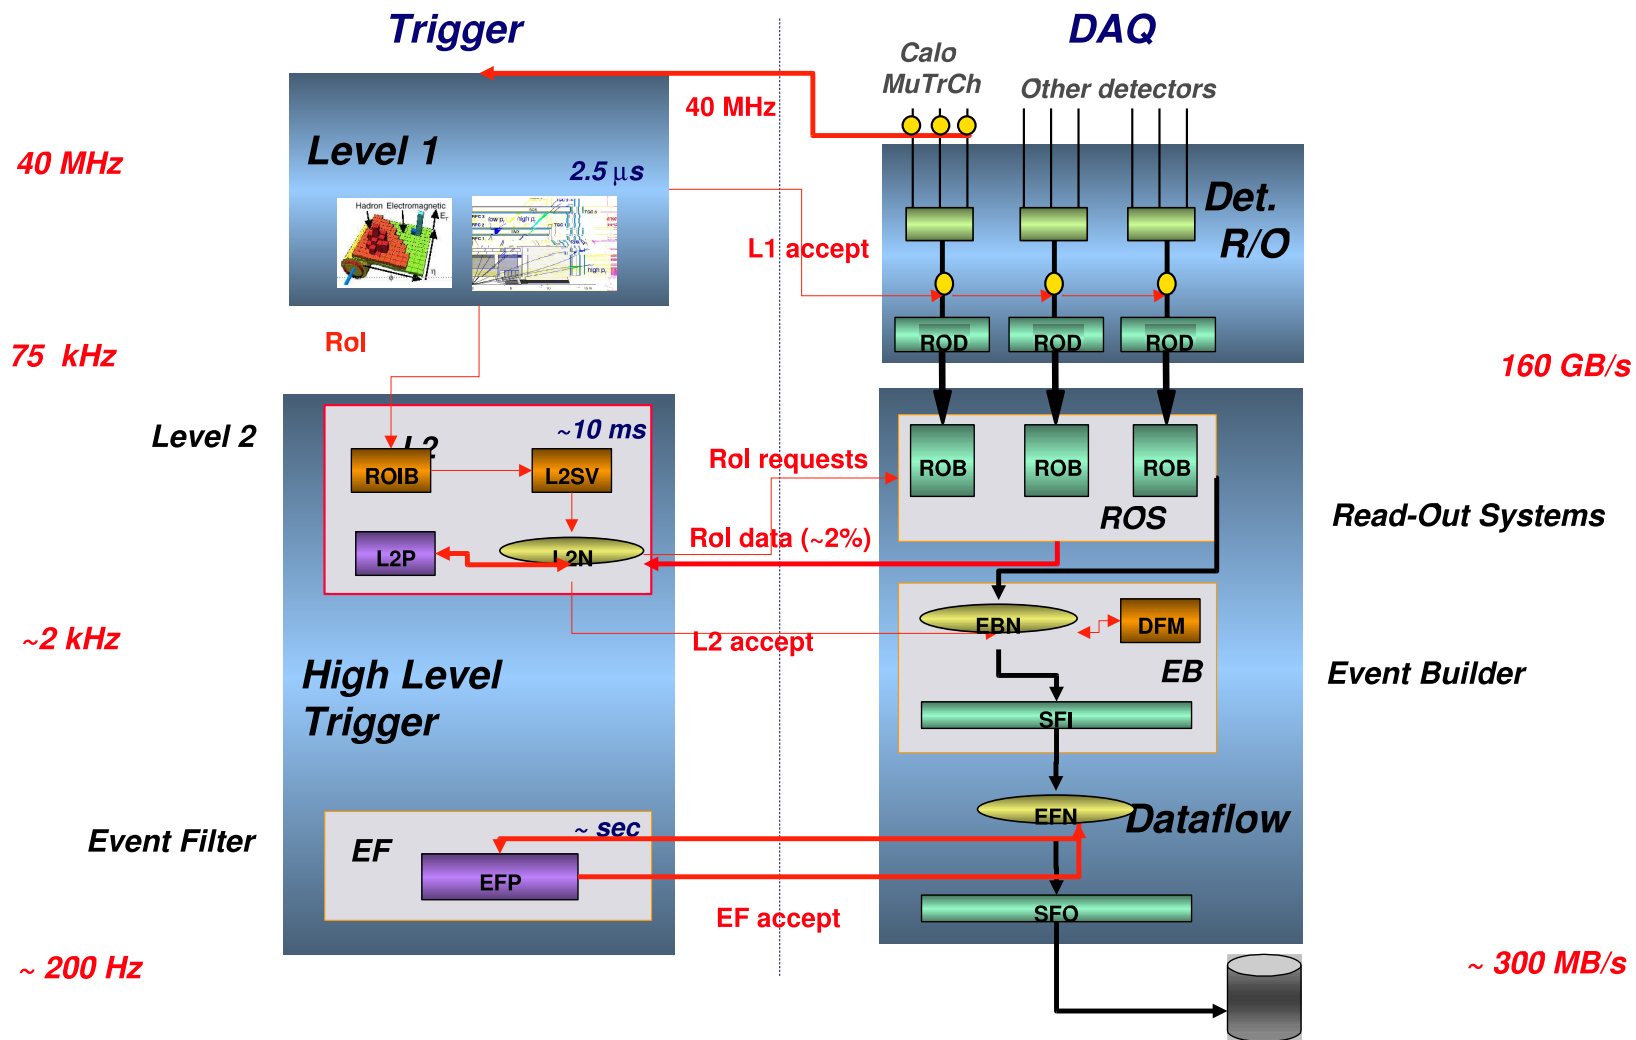 Trigger
DAQ
Calo
MuTrCh
Other detectors
40 MHz
Level 1
2.5 μs
40 MHz
Hadron Electromagnetic
E_T
η
ϕ
low p
high p
high p
Det.
R/O
L1 accept
ROD
ROD
ROD
RoI
75 kHz
160 GB/s
Level 2
~10 ms
L2
ROIB
L2SV
RoI requests
ROB
ROB
ROB
ROS
Read-Out Systems
L2P
L2N
RoI data (~2%)
~2 kHz
L2 accept
EBN
DFM
EB
Event Builder
High Level
Trigger
SFI
EFN
Dataflow
Event Filter
~ sec
EF
EFP
EF accept
SFO
~ 200 Hz
~ 300 MB/s